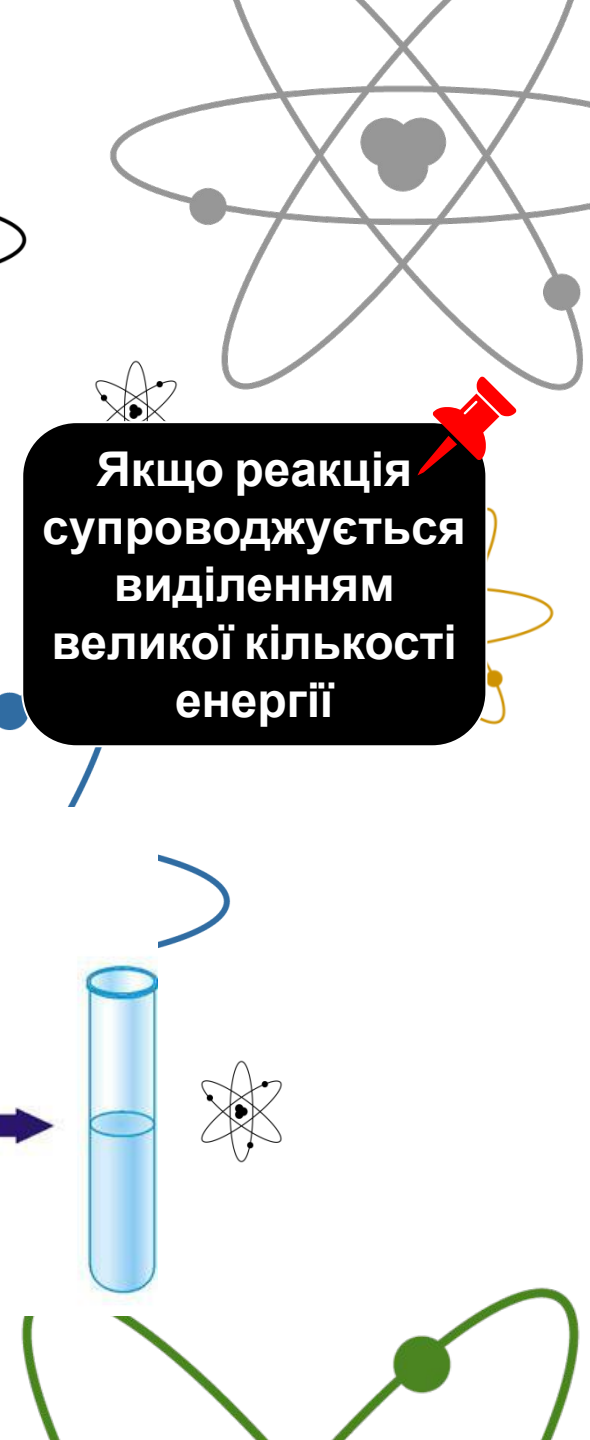 Якщо реакція
супроводжується
виділенням
великої кількості
енергії